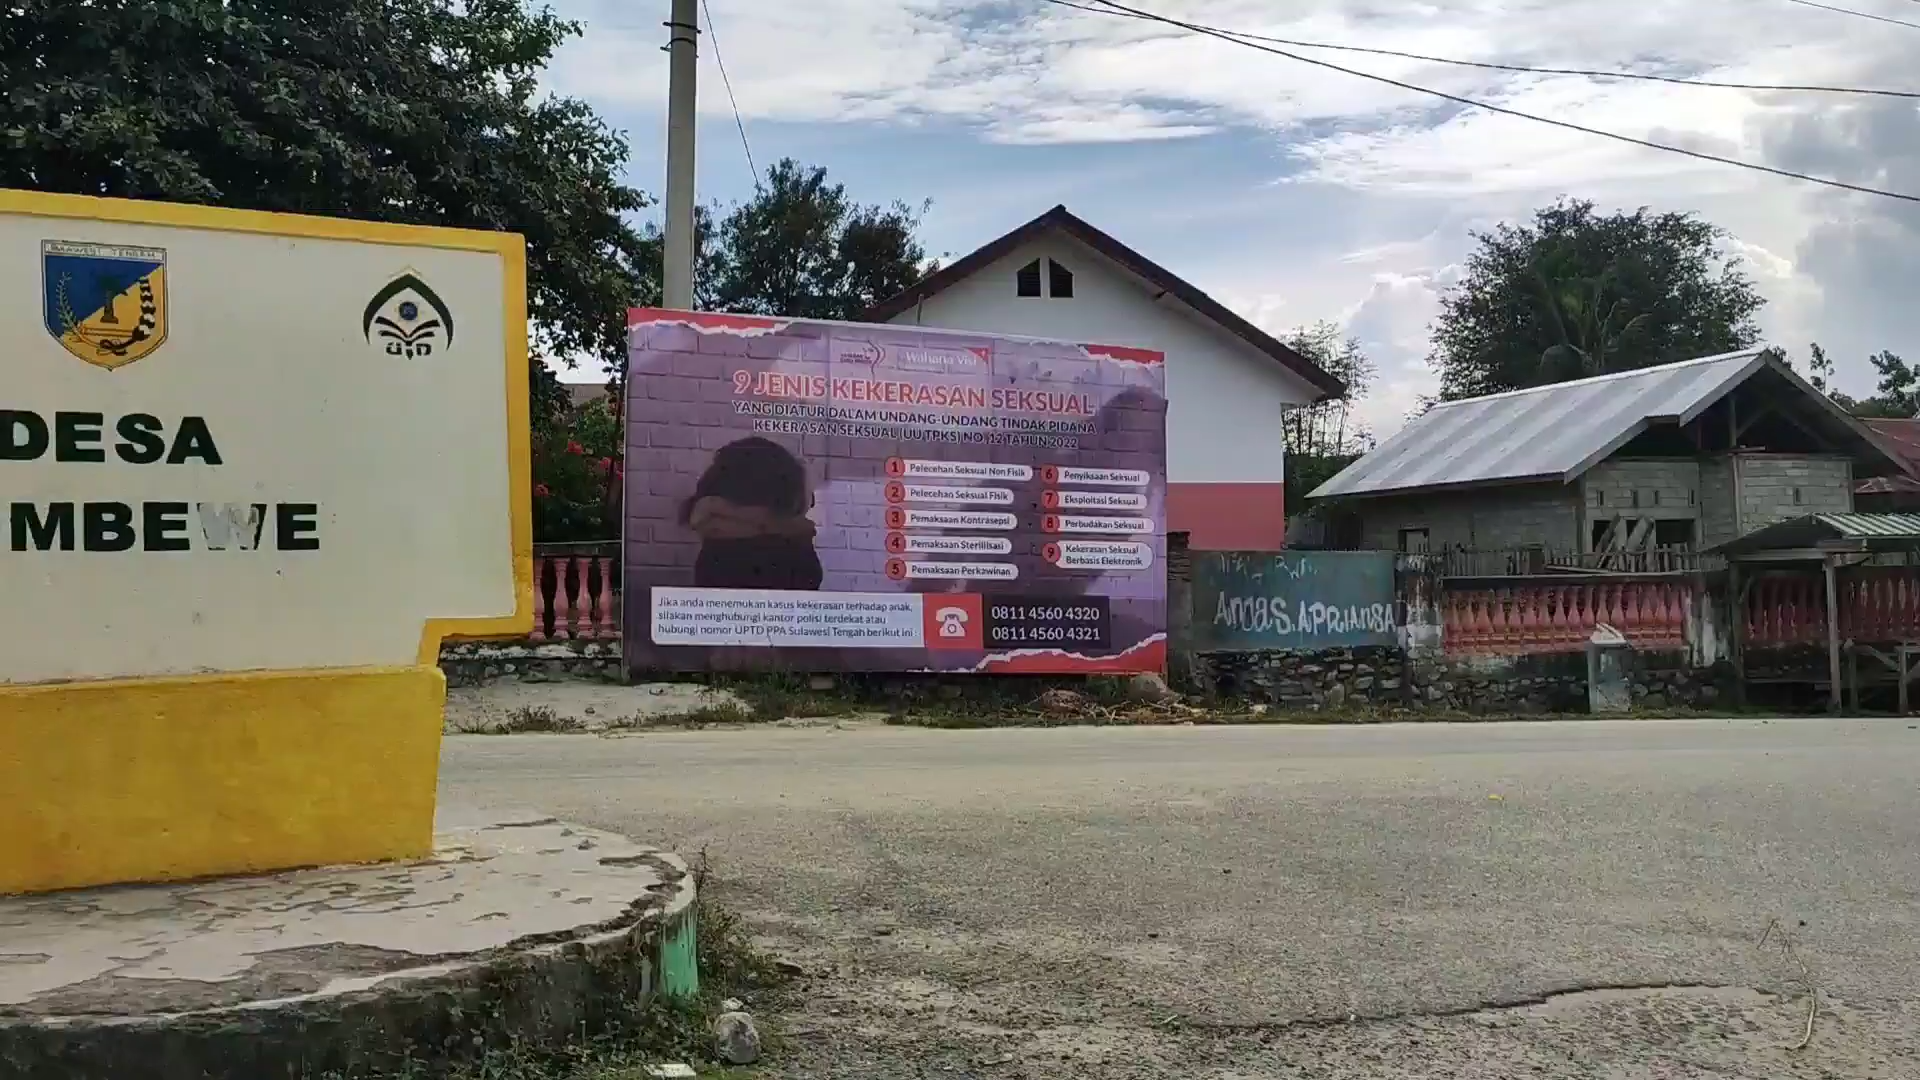 SULAWESI TENGAH
UIN
DESA
MBEWE
Wahana Visi
9 JENIS KEKERASAN SEKSUAL
YANG DIATUR DALAM UNDANG-UNDANG TINDAK PIDANA
KEKERASAN SEKSUAL (UU TPKS) NO. 12 TAHUN 2022
1 Pelecehan Seksual Non Fisik
2 Pelecehan Seksual Fisik
3 Pemaksaan Kontrasepsi
4 Pemaksaan Sterilisasi
5 Pemaksaan Perkawinan
6 Penyiksaan Seksual
7 Eksploitasi Seksual
8 Perbudakan Seksual
9 Kekerasan Seksual
Berbasis Elektronik
Jika anda menemukan kasus kekerasan terhadap anak,
silakan menghubungi kantor polisi terdekat atau
hubungi nomor UPTD PPA Sulawesi Tengah berikut ini :
0811 4560 4320
0811 4560 4321
S.APRIANSA